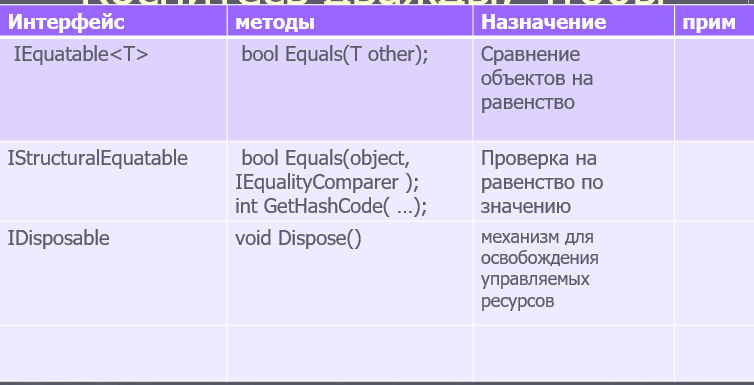 Интерфейс
методы
Назначение
прим
IEquatable<T>
bool Equals(T other);
Сравнение
объектов на
равенство
IStructuralEquatable
bool Equals(object,
IEqualityComparer );
int GetHashCode( …);
Проверка на
равенство по
значению
IDisposable
void Dispose()
механизм для
освобождения
управляемых
ресурсов